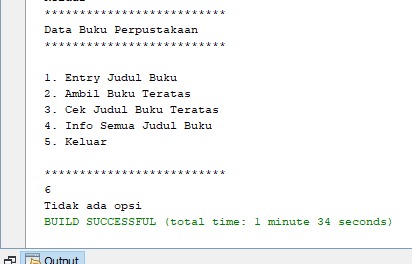 **************************
Data Buku Perpustakaan
**************************
1. Entry Judul Buku
2. Ambil Buku Teratas
3. Cek Judul Buku Teratas
4. Info Semua Judul Buku
5. Keluar
**************************
6
Tidak ada opsi
BUILD SUCCESSFUL (total time: 1 minute 34 seconds)
Output